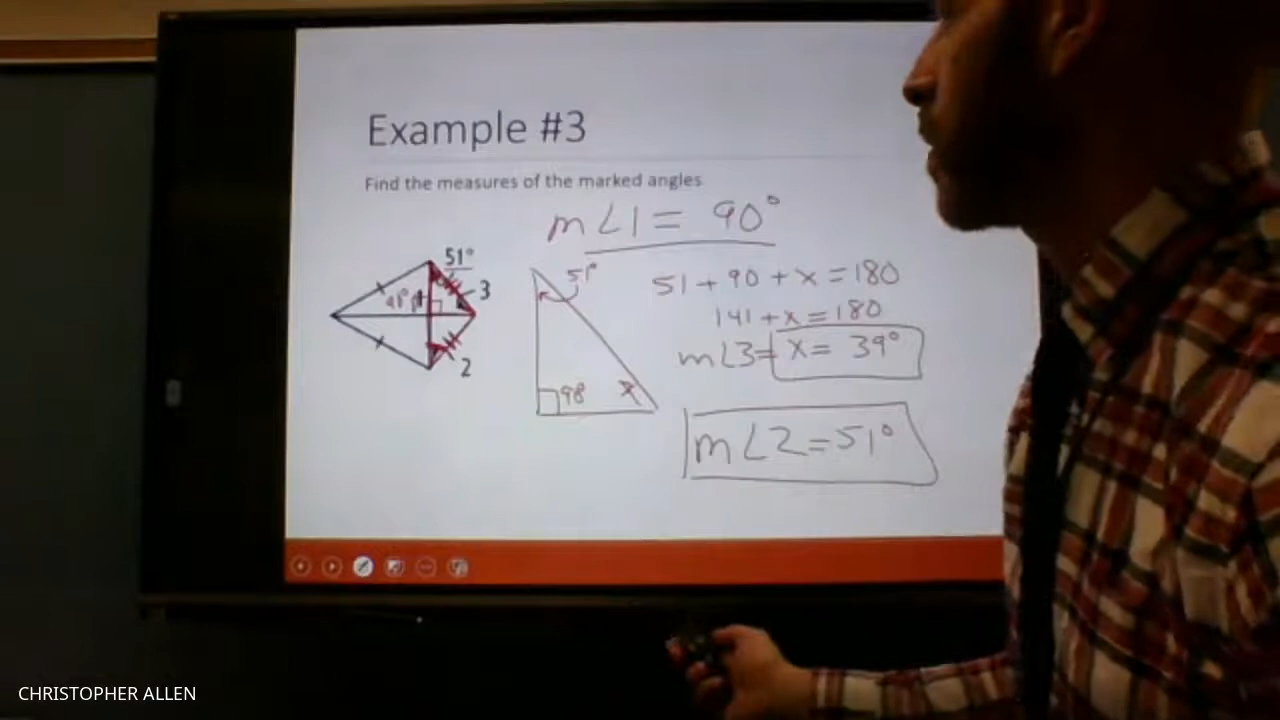 Example #3
Find the measures of the marked angles
m∠1 = 90°
51°
3
2
51°
98
x
51 + 90 + x = 180
141 + x = 180
m∠3= x = 39°
m∠2=51°
CHRISTOPHER ALLEN